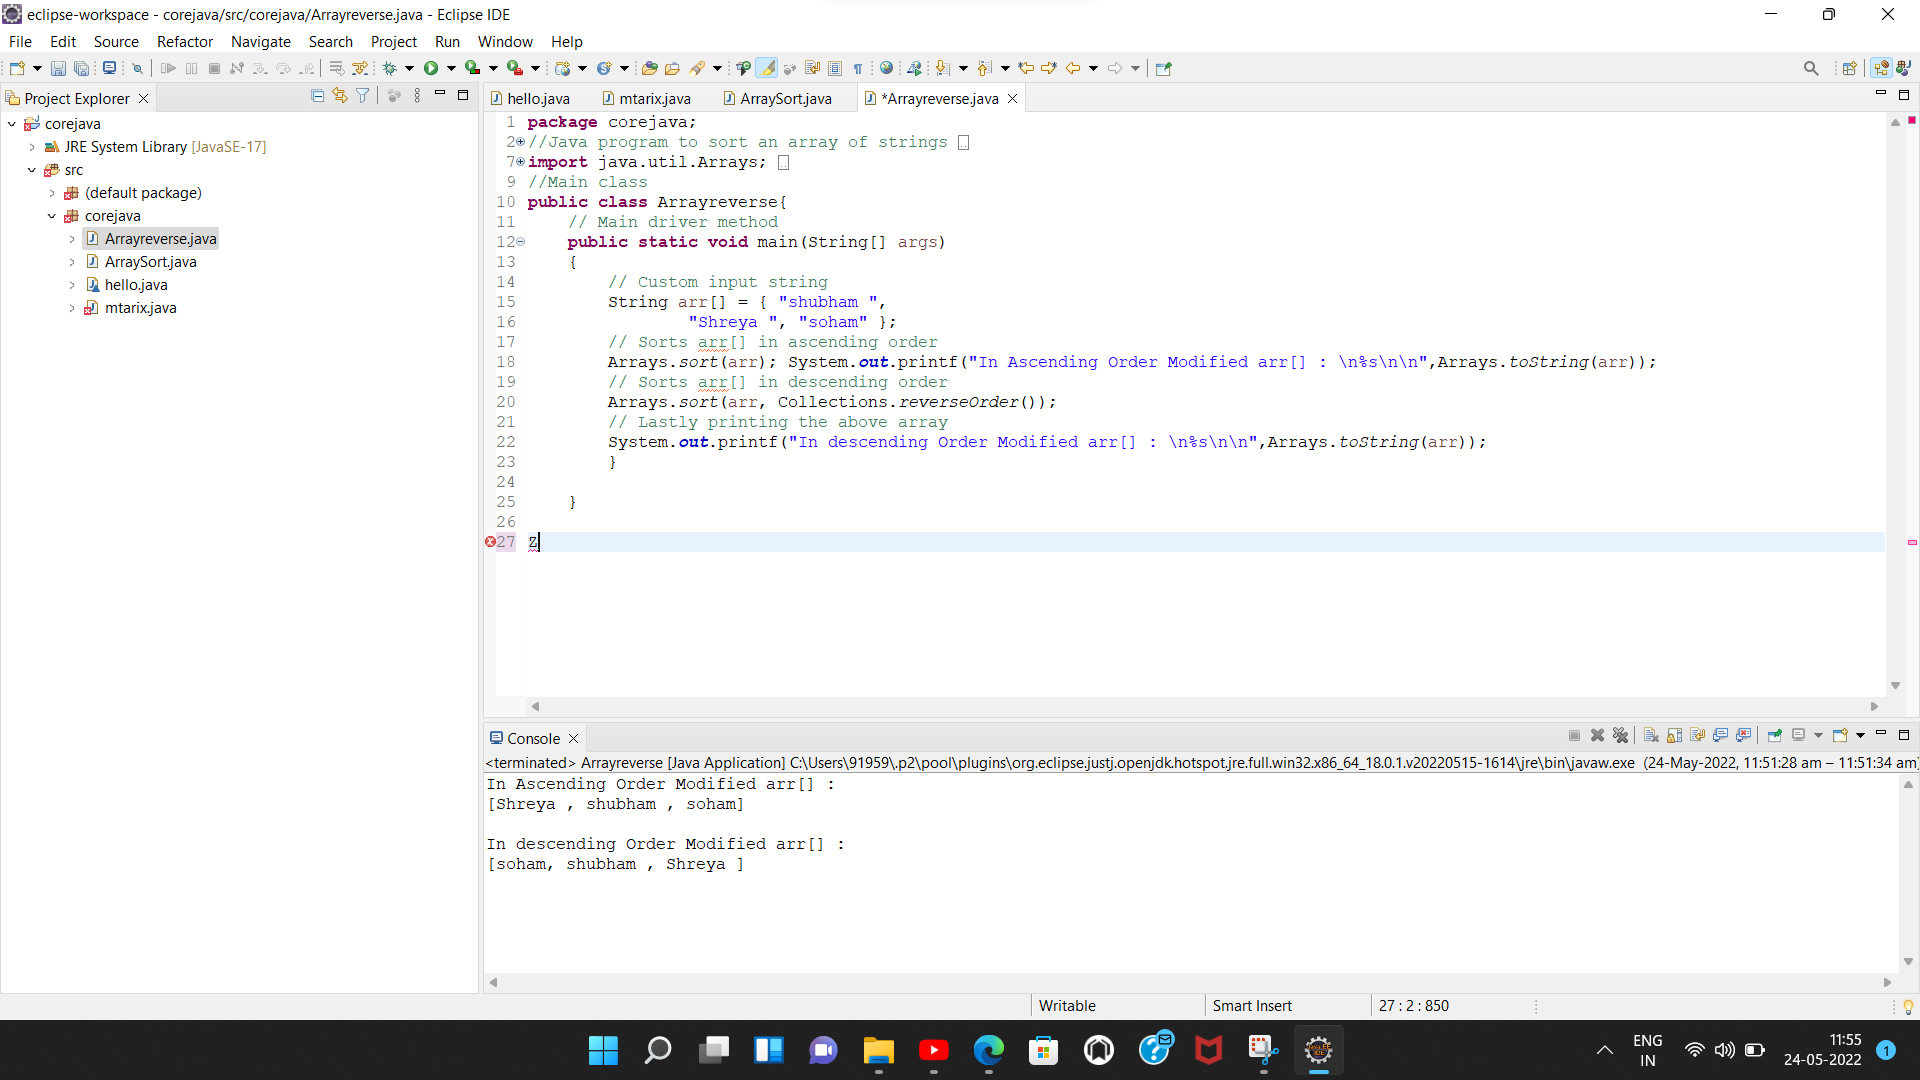 eclipse-workspace - corejava/src/corejava/Arrayreverse.java - Eclipse IDE
File Edit Source Refactor Navigate Search Project Run Window Help
Project Explorer
corejava
JRE System Library [JavaSE-17]
src
(default package)
corejava
Arrayreverse.java
ArraySort.java
hello.java
mtarix.java
hello.java mtarix.java ArraySort.java *Arrayreverse.java
1 package corejava;
2 //Java program to sort an array of strings
7 import java.util.Arrays;
9 //Main class
10 public class Arrayreverse{
11 // Main driver method
12 public static void main(String[] args)
13 {
14 // Custom input string
15 String arr[] = { "shubham ",
16 "Shreya ", "soham" };
17 // Sorts arr[] in ascending order
18 Arrays.sort(arr); System.out.printf("In Ascending Order Modified arr[] : \n%s\n\n",Arrays.toString(arr));
19 // Sorts arr[] in descending order
20 Arrays.sort(arr, Collections.reverseOrder());
21 // Lastly printing the above array
22 System.out.printf("In descending Order Modified arr[] : \n%s\n\n",Arrays.toString(arr));
23 }
24
25 }
26
27 Z
Console
<terminated> Arrayreverse [Java Application] C:\Users\91959\.p2\pool\plugins\org.eclipse.justj.openjdk.hotspot.jre.full.win32.x86_64_18.0.1.v20220515-1614\jre\bin\javaw.exe (24-May-2022, 11:51:28 am – 11:51:34 am)
In Ascending Order Modified arr[] :
[Shreya , shubham , soham]
In descending Order Modified arr[] :
[soham, shubham , Shreya ]
Writable Smart Insert 27 : 2 : 850
ENG
IN
11:55
24-05-2022
1